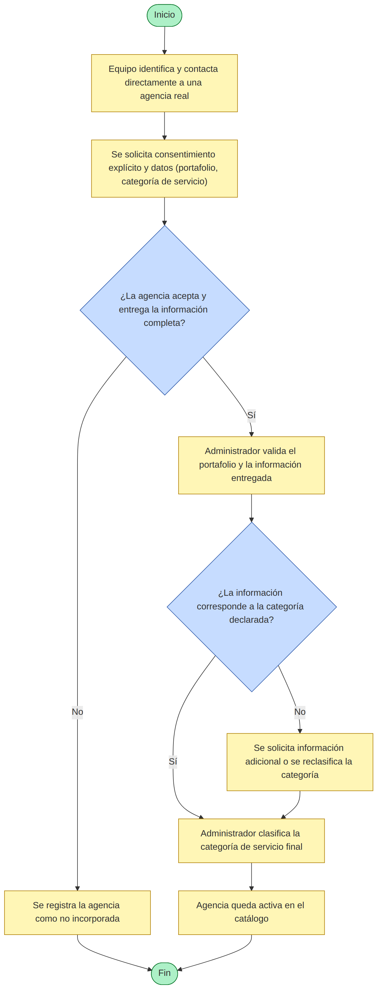 Inicio
Equipo identifica y contacta
directamente a una
agencia real
Se solicita consentimiento
explícito y datos (portafolio,
categoría de servicio)
¿La agencia acepta y
entrega la información
completa?
Sí
Administrador valida el
portafolio y la información
entregada
¿La información
corresponde a la categoría
declarada?
No
No
Se solicita información
adicional o se reclasifica la
categoría
Sí
Administrador clasifica la
categoría de servicio final
Se registra la agencia
como no incorporada
Agencia queda activa en el
catálogo
Fin